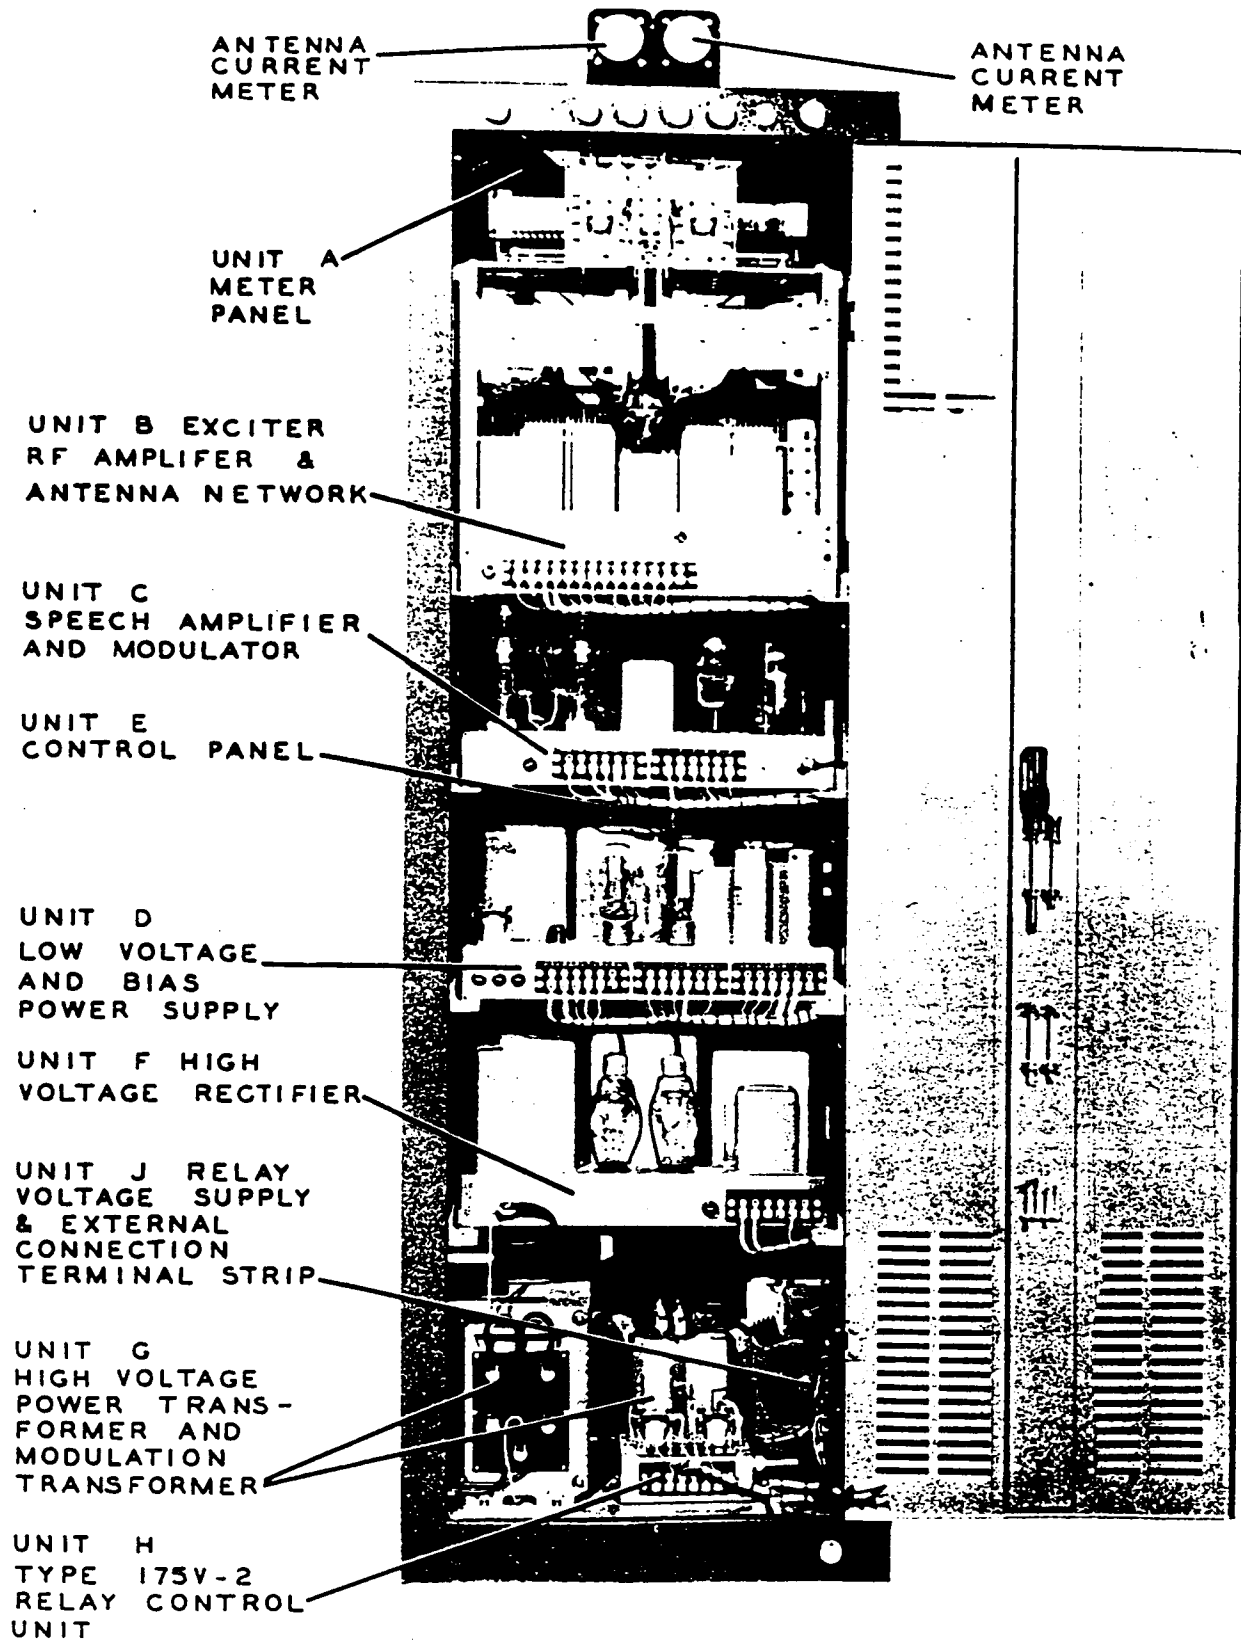 ANTENNA
CURRENT
METER
ANTENNA
CURRENT
METER
UNIT A
METER
PANEL
UNIT B EXCITER
RF AMPLIFER &
ANTENNA NETWORK
UNIT C
SPEECH AMPLIFIER
AND MODULATOR
UNIT E
CONTROL PANEL
UNIT D
LOW VOLTAGE
AND BIAS
POWER SUPPLY
UNIT F HIGH
VOLTAGE RECTIFIER
UNIT J RELAY
VOLTAGE SUPPLY
& EXTERNAL
CONNECTION
TERMINAL STRIP
UNIT G
HIGH VOLTAGE
POWER TRANS-
FORMER AND
MODULATION
TRANSFORMER
UNIT H
TYPE 175V-2
RELAY CONTROL
UNIT